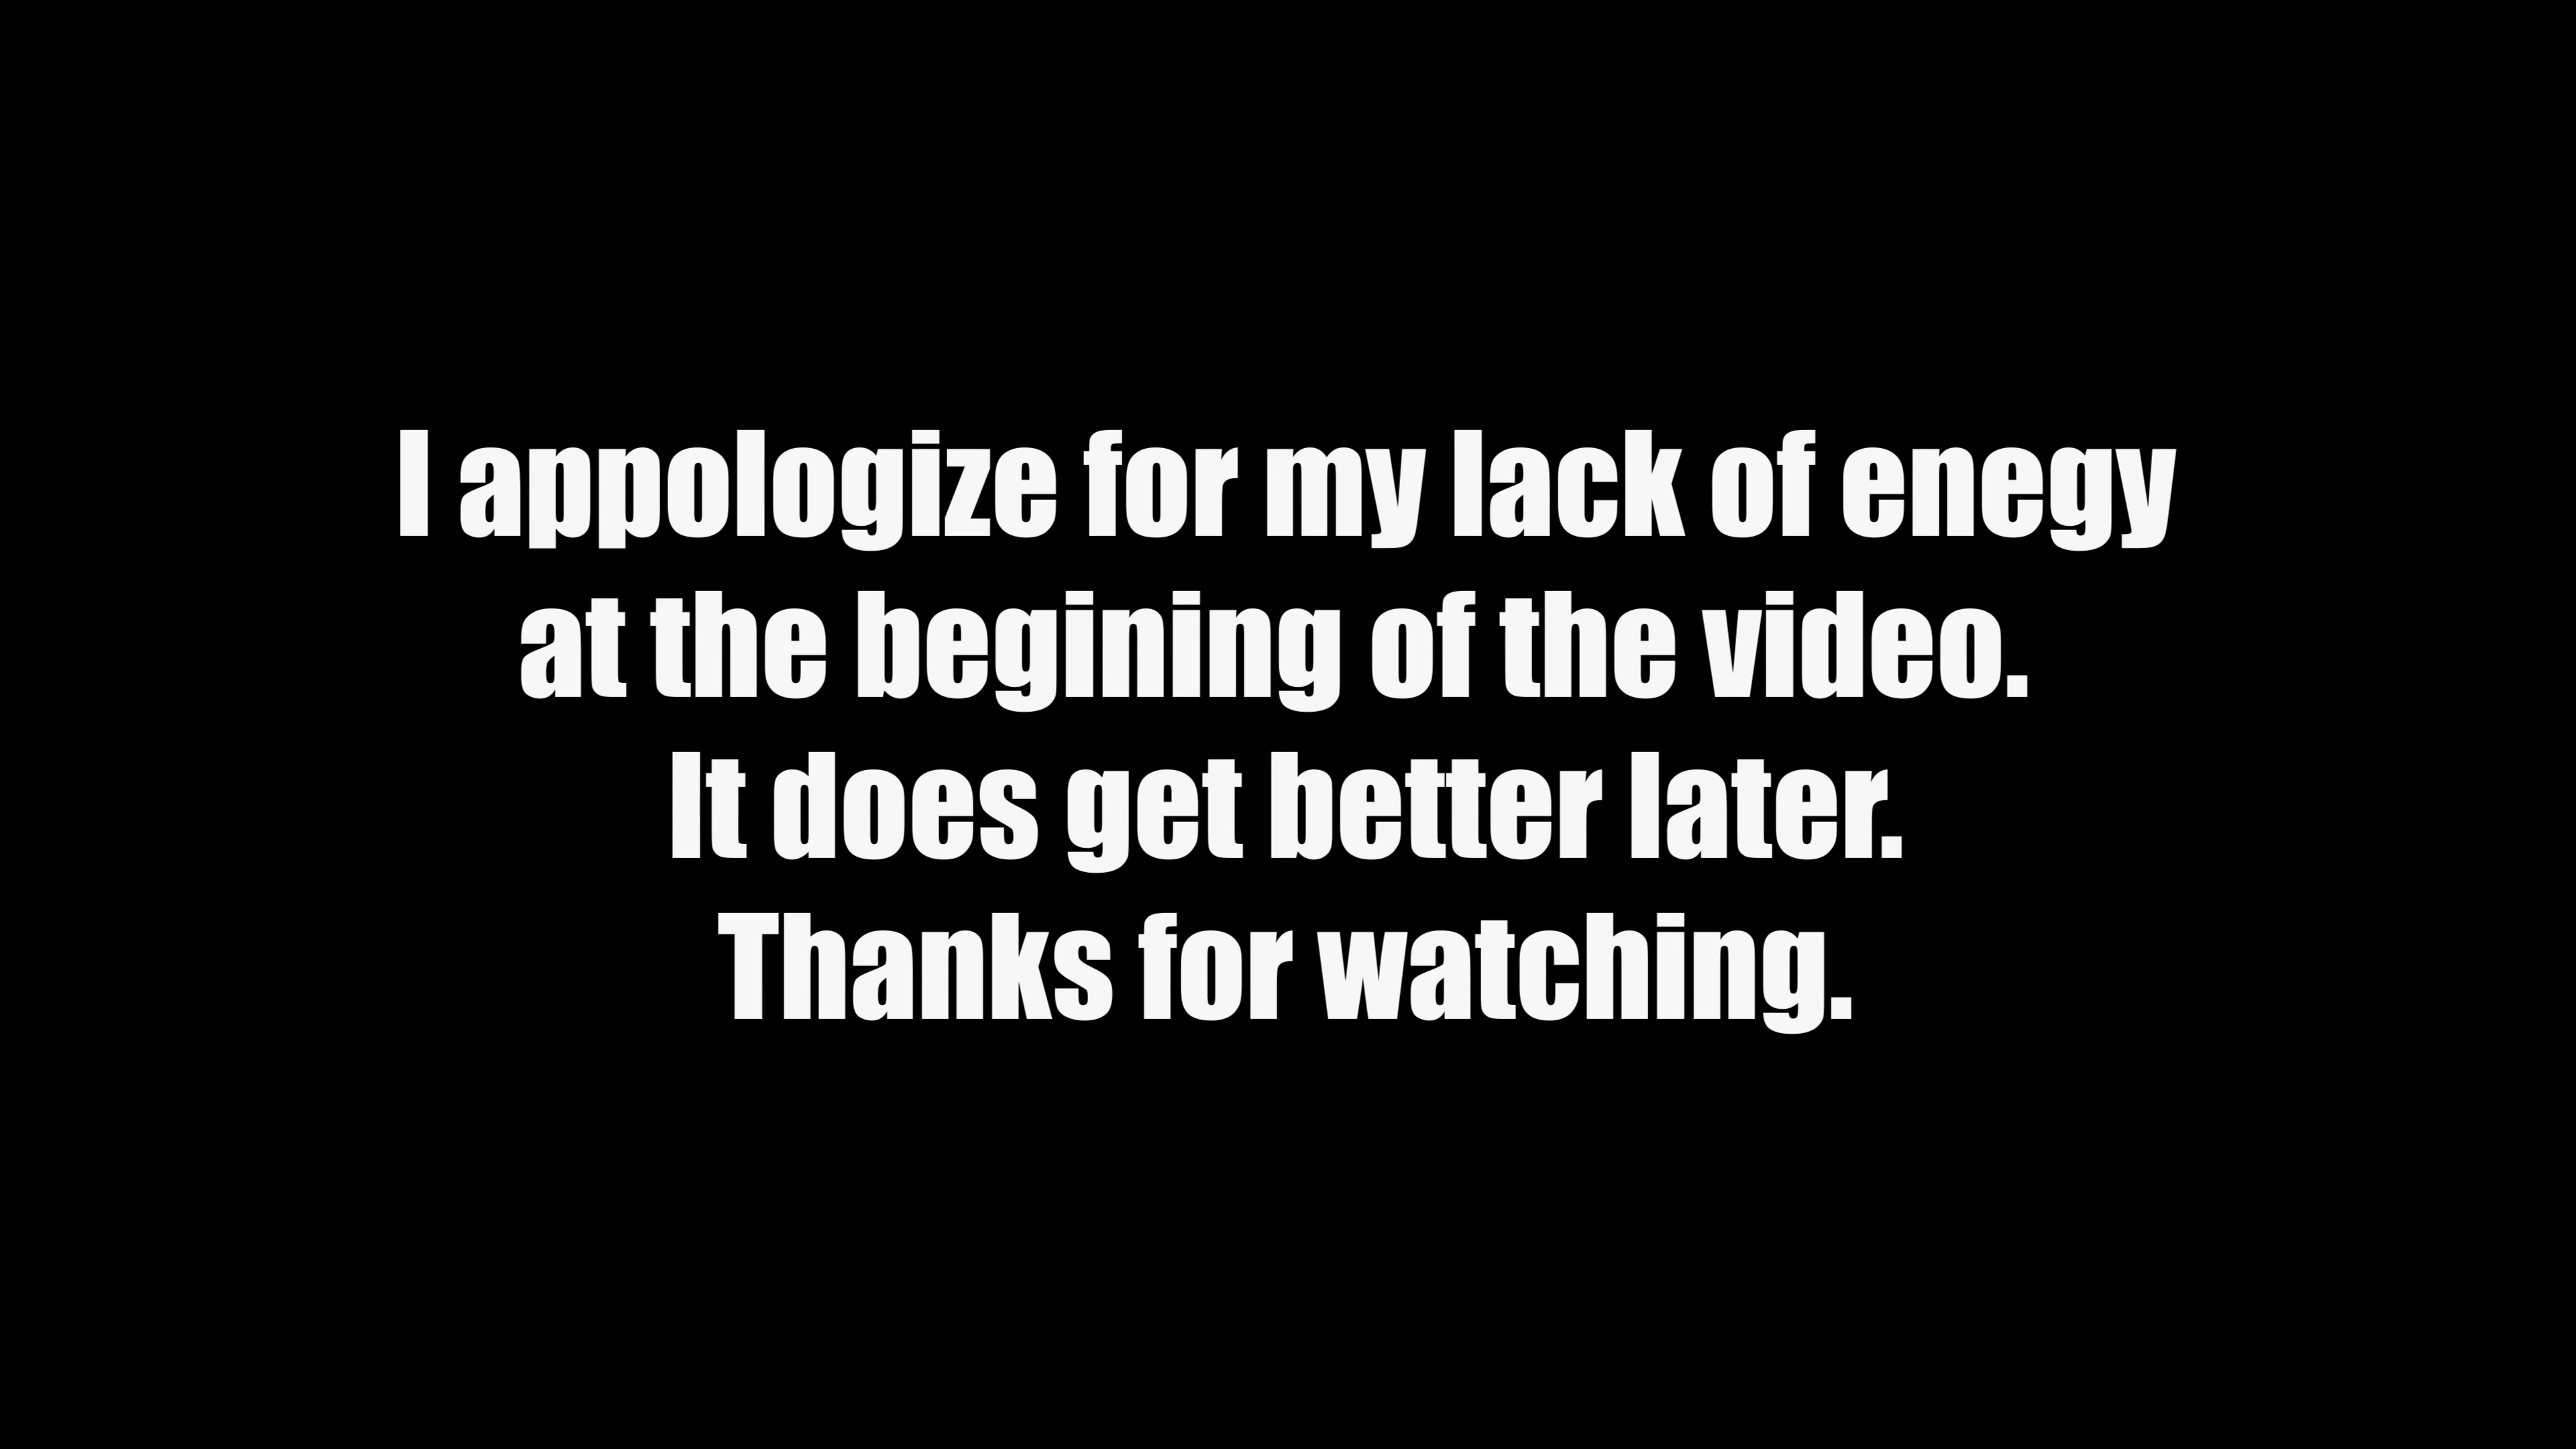 I appologize for my lack of enegy
at the begining of the video.
It does get better later.
Thanks for watching.